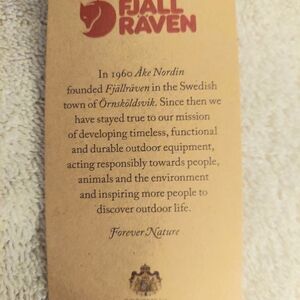 FJÄLL
RÄVEN
In 1960 Åke Nordin
founded Fjällräven in the Swedish
town of Örnsköldsvik. Since then we
have stayed true to our mission
of developing timeless, functional
and durable outdoor equipment,
acting responsibly towards people,
animals and the environment
and inspiring more people to
discover outdoor life.
Forever Nature